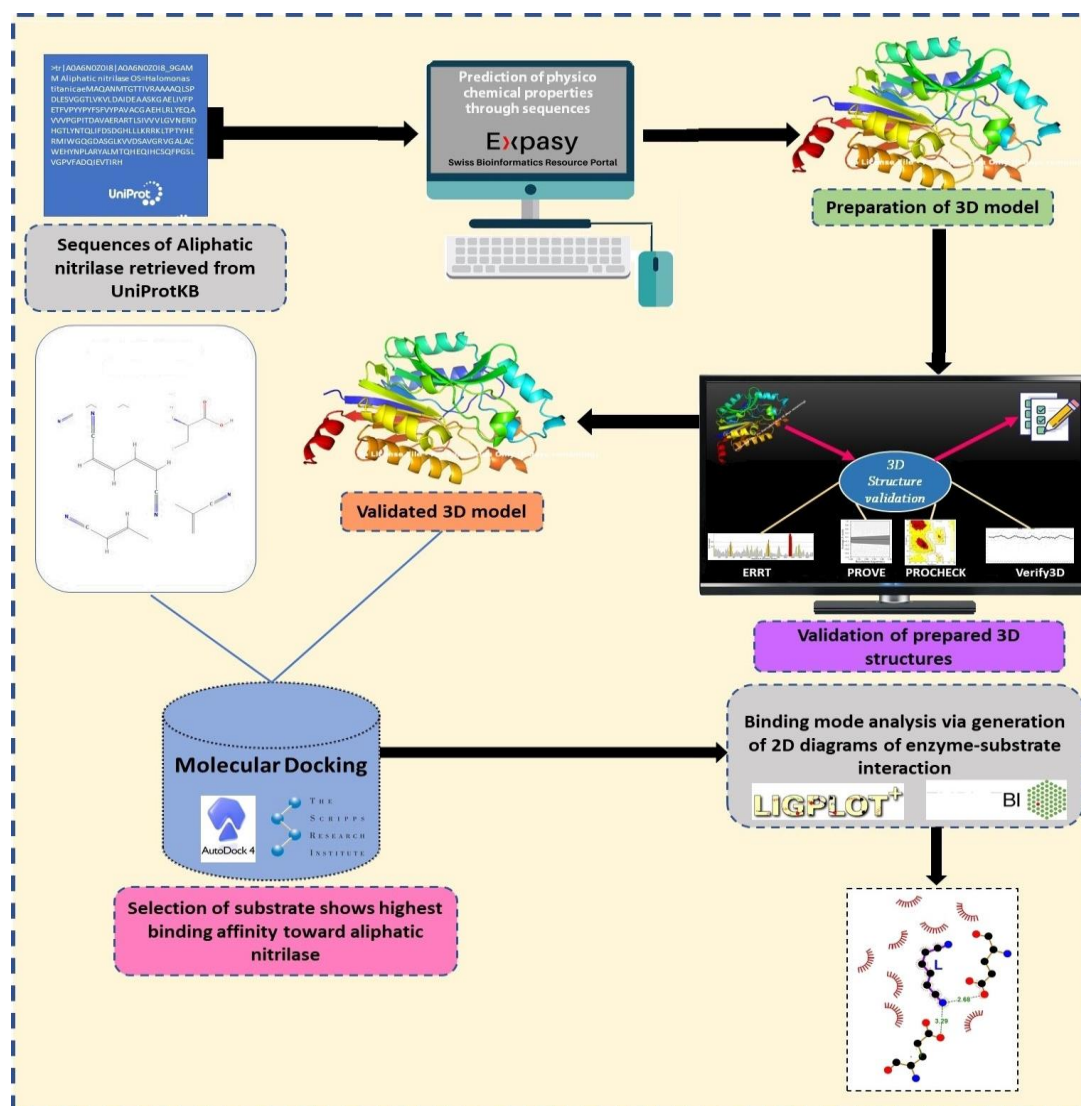 >tr|A0A6N0Z0I8|A0A6N0Z0I8_9GAM
M Aliphatic nitrilase OS=Halomonas
titanicaeMAQANMTGTTIVRAAAAQLSP
DLESVGGTLVKVLDAIDEAASKGAELIVFP
ETFVPYYPYFSFVYPAVACGAEHLRLYEQA
VVVPGPITDAVAERARTLSIVVVLGVNERD
HGTLYNTQLIFDSDGHLLLKRRKLTPTYHE
RMIWGQGDASGLKVVDSAVGRVGALAC
WEHYNPLARYALMTQHEQIHCSQFPGSL
VGPVFADQIEVTIRH
UniProt
Sequences of Aliphatic
nitrilase retrieved from
UniProtKB
Prediction of physico
chemical properties
through sequences
Expasy
Swiss Bioinformatics Resource Portal
Preparation of 3D model
3D
Structure
validation
ERRT
PROVE
PROCHECK
Verify3D
Validation of prepared 3D
structures
Validated 3D model
N
N
H
H
H
H
N
N
N
H
Molecular Docking
AutoDock 4
THE
SCRIPPS
RESEARCH
INSTITUTE
Selection of substrate shows highest
binding affinity toward aliphatic
nitrilase
Binding mode analysis via generation
of 2D diagrams of enzyme-substrate
interaction
LIGPLOT+
BI
L
2.68
3.29